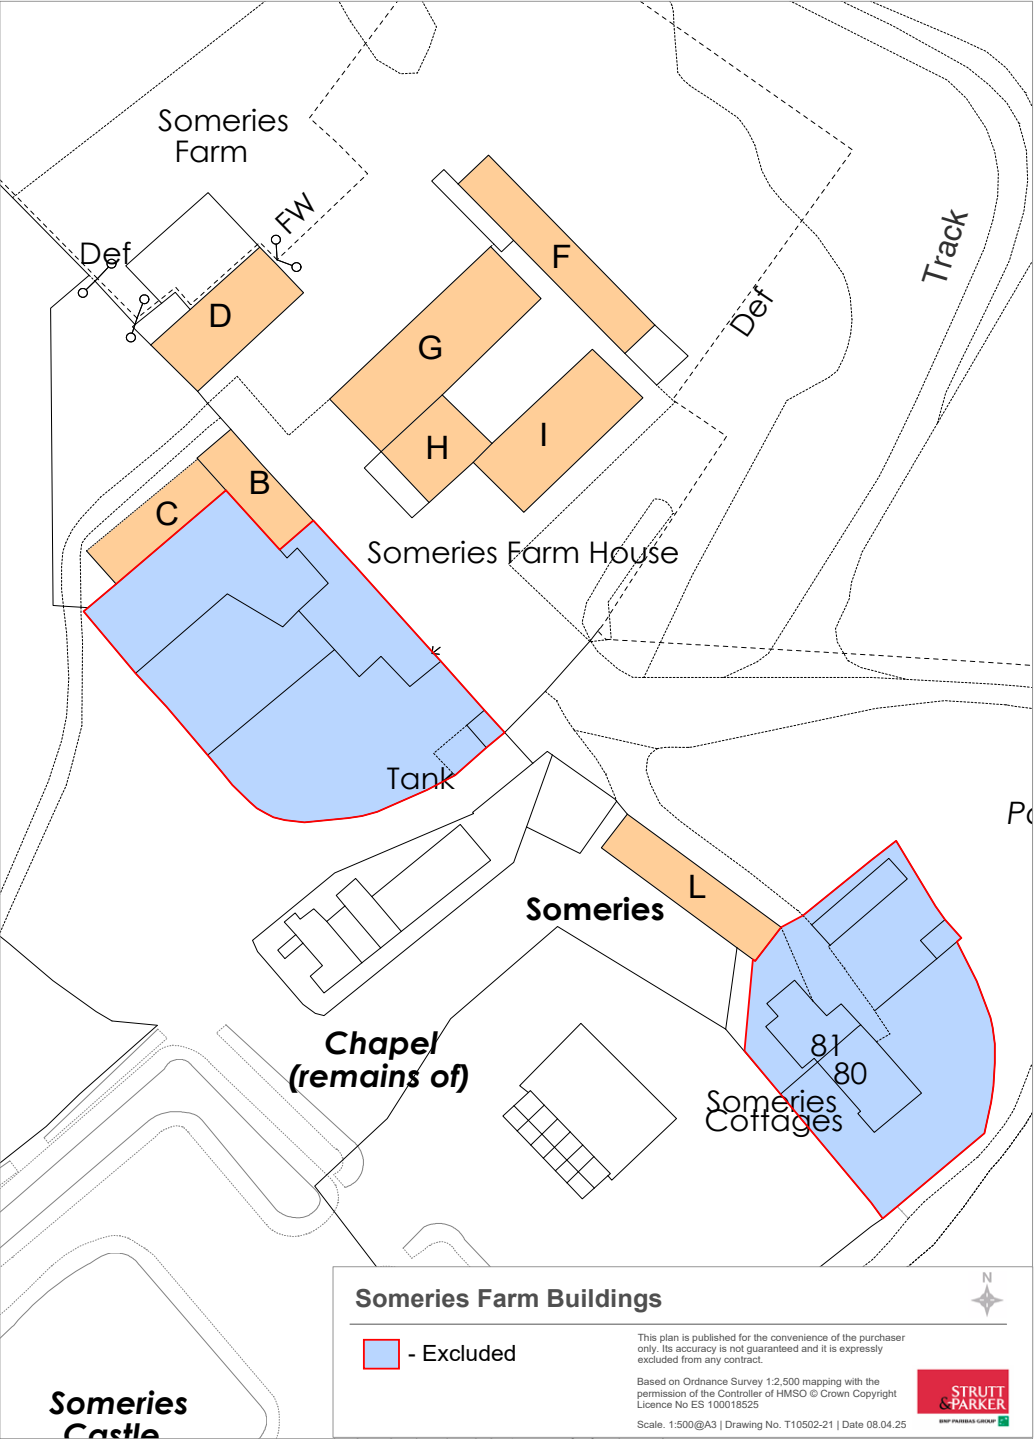 Someries
Farm
FW
Def
D
F
Track
Def
G
H
I
B
C
Someries Farm House
Tank
L
Someries
Chapel
(remains of)
81
80
Someries
Cottages
Someries
Castle
Someries Farm Buildings
N
- Excluded
This plan is published for the convenience of the purchaser
only. Its accuracy is not guaranteed and it is expressly
excluded from any contract.
Based on Ordnance Survey 1:2,500 mapping with the
permission of the Controller of HMSO © Crown Copyright
Licence No ES 100018525
Scale. 1:500@A3 | Drawing No. T10502-21 | Date 08.04.25
STRUTT
&PARKER
BNP PARIBAS GROUP